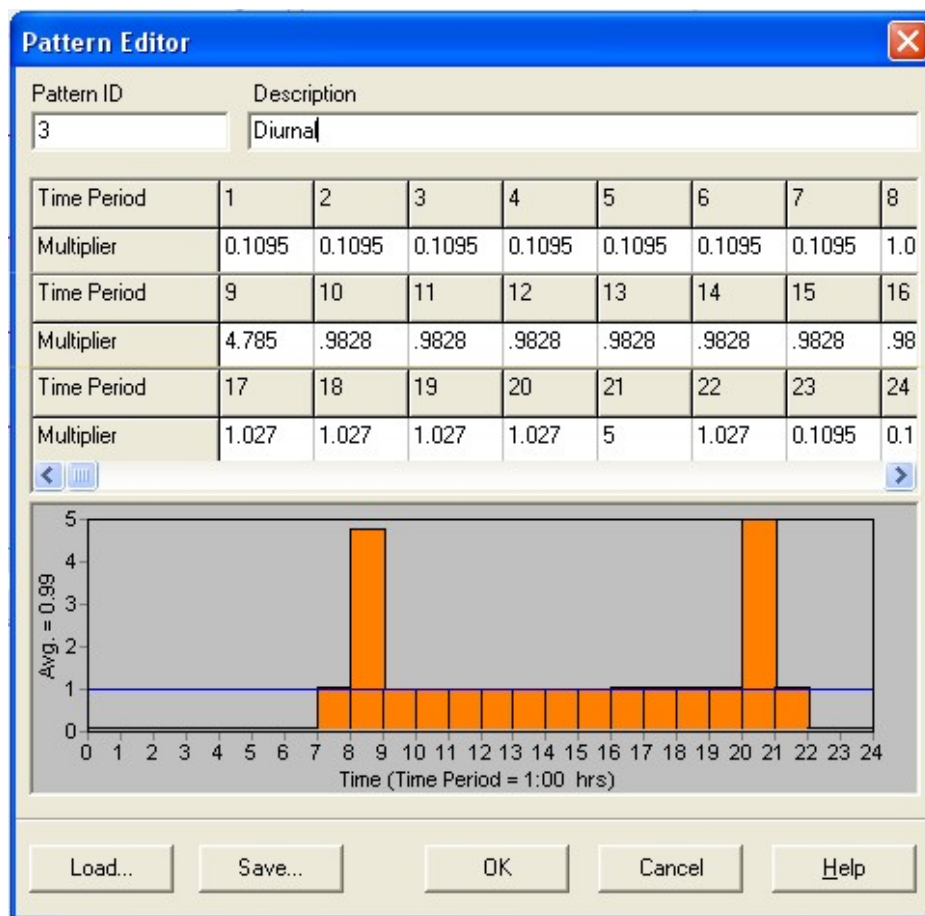 Pattern Editor
Pattern ID Description
3 Diurnal
Time Period 1 2 3 4 5 6 7 8
Multiplier 0.1095 0.1095 0.1095 0.1095 0.1095 0.1095 0.1095 1.0
Time Period 9 10 11 12 13 14 15 16
Multiplier 4.785 .9828 .9828 .9828 .9828 .9828 .9828 .98
Time Period 17 18 19 20 21 22 23 24
Multiplier 1.027 1.027 1.027 1.027 5 1.027 0.1095 0.1
Avg. = 0.99
5
4
3
2
1
0
0 1 2 3 4 5 6 7 8 9 10 11 12 13 14 15 16 17 18 19 20 21 22 23 24
Time (Time Period = 1:00 hrs)
Load... Save... OK Cancel Help